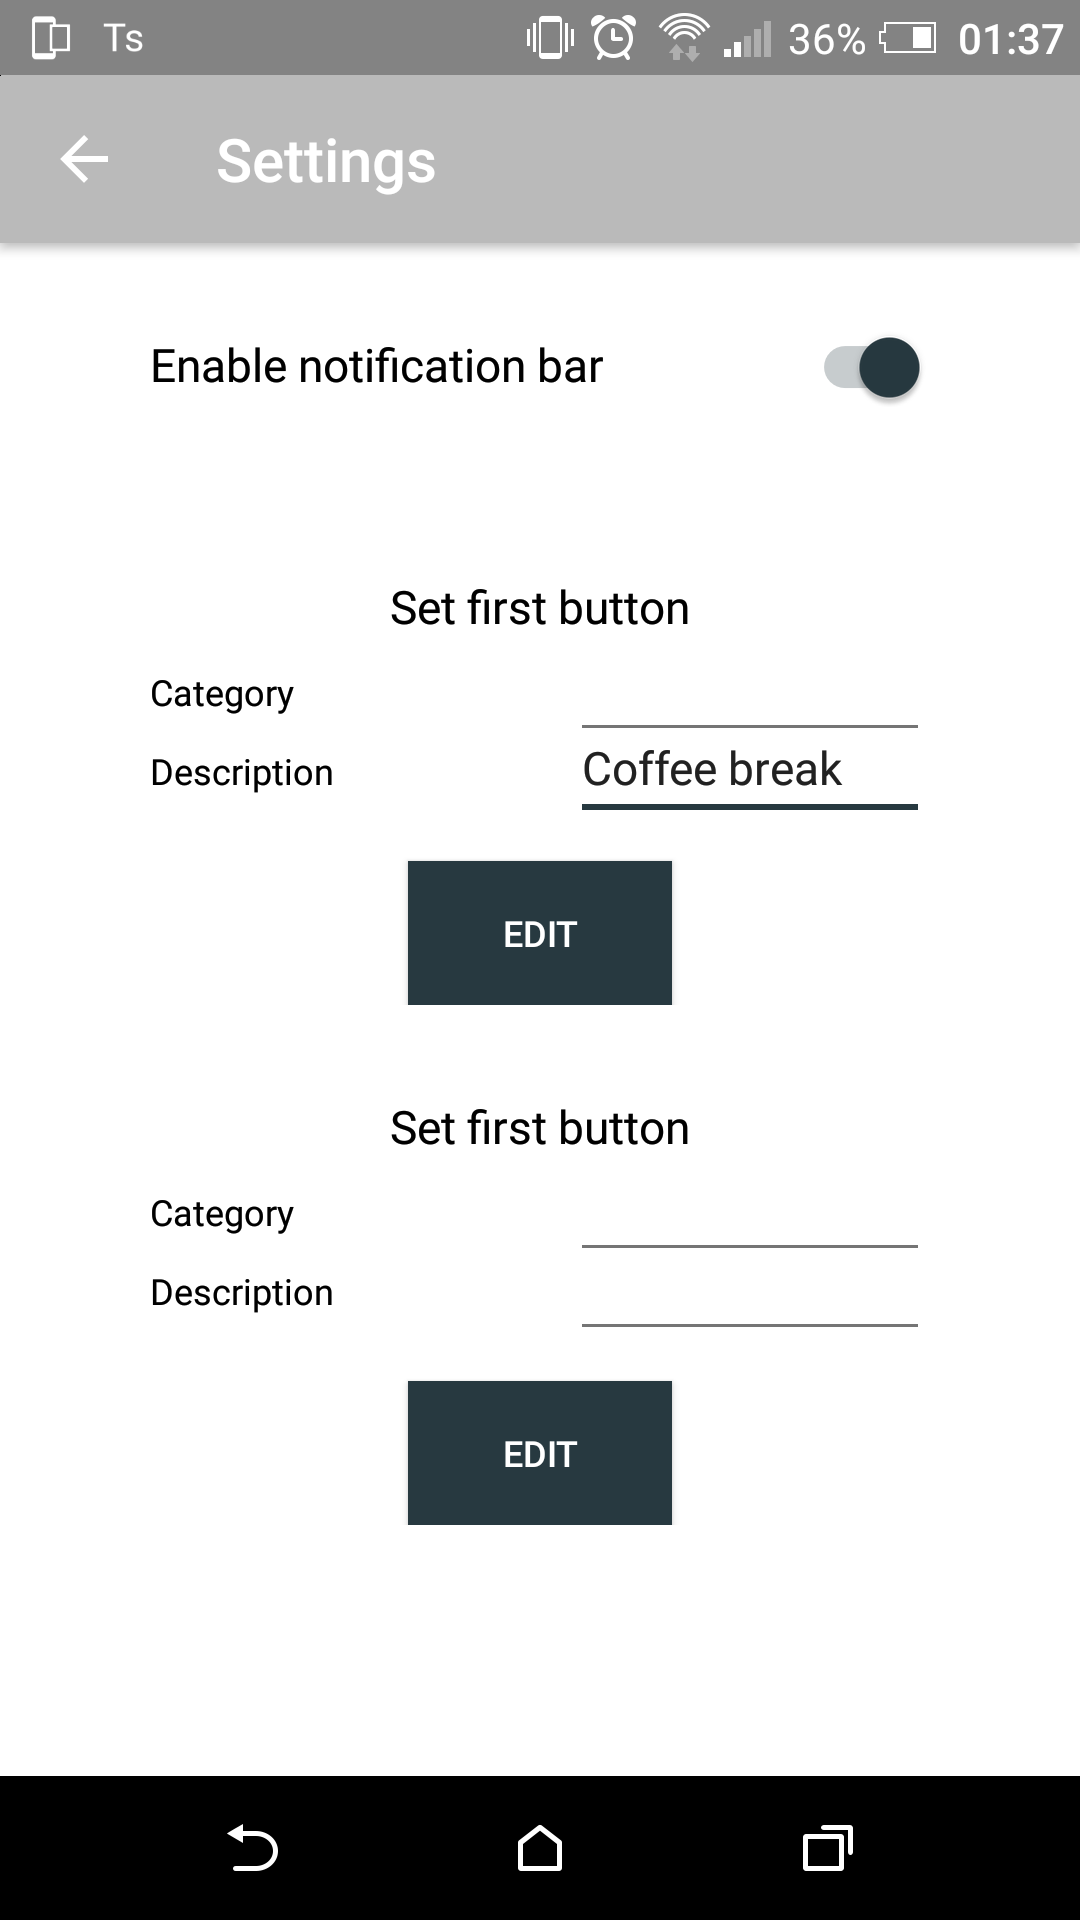 Ts 36% 01:37
Settings
Enable notification bar
Set first button
Category
Description Coffee break
EDIT
Set first button
Category
Description
EDIT